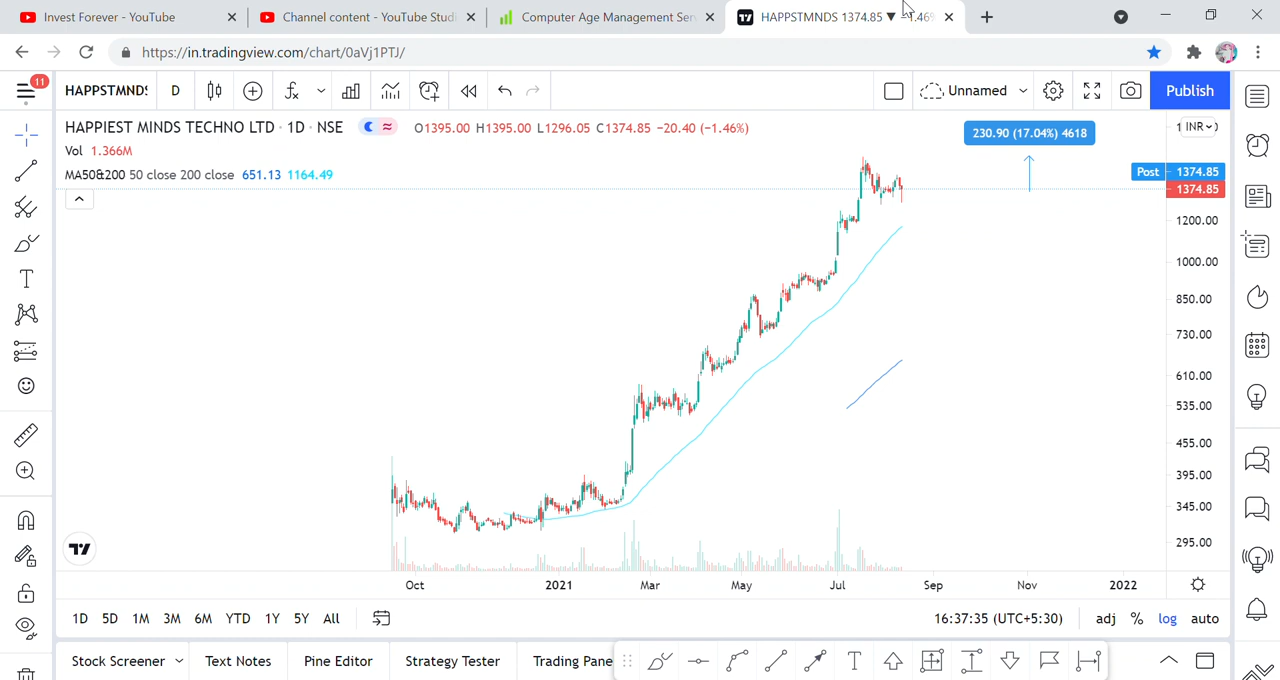 Invest Forever - YouTube
Channel content - YouTube Studi
Computer Age Management Ser
HAPPSTMNDS 1374.85 ▼ −1.46%
https://in.tradingview.com/chart/0aVj1PTJ/
11
HAPPSTMNDS
D
Unnamed
Publish
HAPPIEST MINDS TECHNO LTD · 1D · NSE
O1395.00 H1395.00 L1296.05 C1374.85 −20.40 (−1.46%)
230.90 (17.04%) 4618
INR
Vol 1.366M
MA50&200 50 close 200 close 651.13 1164.49
Post 1374.85
1374.85
1200.00
1000.00
850.00
730.00
610.00
535.00
455.00
395.00
345.00
295.00
Oct 2021 Mar May Jul Sep Nov 2022
1D 5D 1M 3M 6M YTD 1Y 5Y All
16:37:35 (UTC+5:30) adj % log auto
Stock Screener Text Notes Pine Editor Strategy Tester Trading Pane